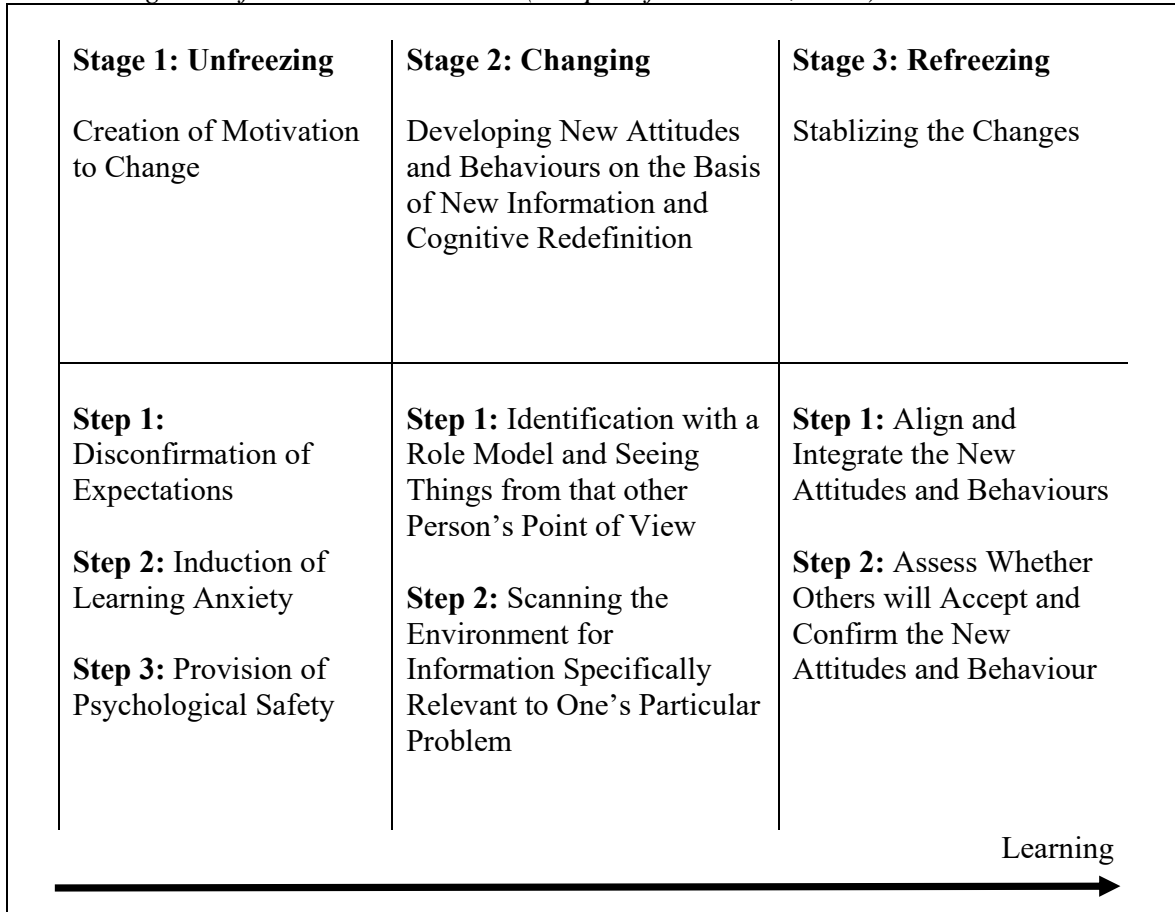 Stage 1: Unfreezing
Creation of Motivation
to Change
Stage 2: Changing
Developing New Attitudes
and Behaviours on the Basis
of New Information and
Cognitive Redefinition
Stage 3: Refreezing
Stablizing the Changes
Step 1:
Disconfirmation of
Expectations
Step 2: Induction of
Learning Anxiety
Step 3: Provision of
Psychological Safety
Step 1: Identification with a
Role Model and Seeing
Things from that other
Person’s Point of View
Step 2: Scanning the
Environment for
Information Specifically
Relevant to One’s Particular
Problem
Step 1: Align and
Integrate the New
Attitudes and Behaviours
Step 2: Assess Whether
Others will Accept and
Confirm the New
Attitudes and Behaviour
Learning